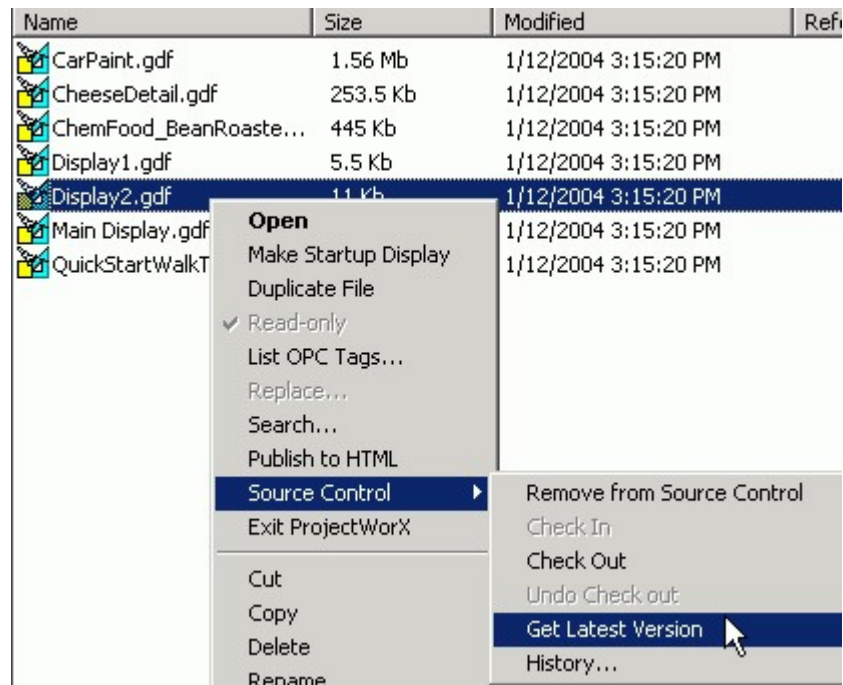 Name Size Modified Refe
CarPaint.gdf 1.56 Mb 1/12/2004 3:15:20 PM
CheeseDetail.gdf 253.5 Kb 1/12/2004 3:15:20 PM
ChemFood_BeanRoaste... 445 Kb 1/12/2004 3:15:20 PM
Display1.gdf 5.5 Kb 1/12/2004 3:15:20 PM
Display2.gdf 11 Kb 1/12/2004 3:15:20 PM
Main Display.gdf 1/12/2004 3:15:20 PM
QuickStartWalkT 1/12/2004 3:15:20 PM
Open
Make Startup Display
Duplicate File
Read-only
List OPC Tags...
Replace...
Search...
Publish to HTML
Source Control
Exit ProjectWorX
Cut
Copy
Delete
Rename
Remove from Source Control
Check In
Check Out
Undo Check out
Get Latest Version
History...